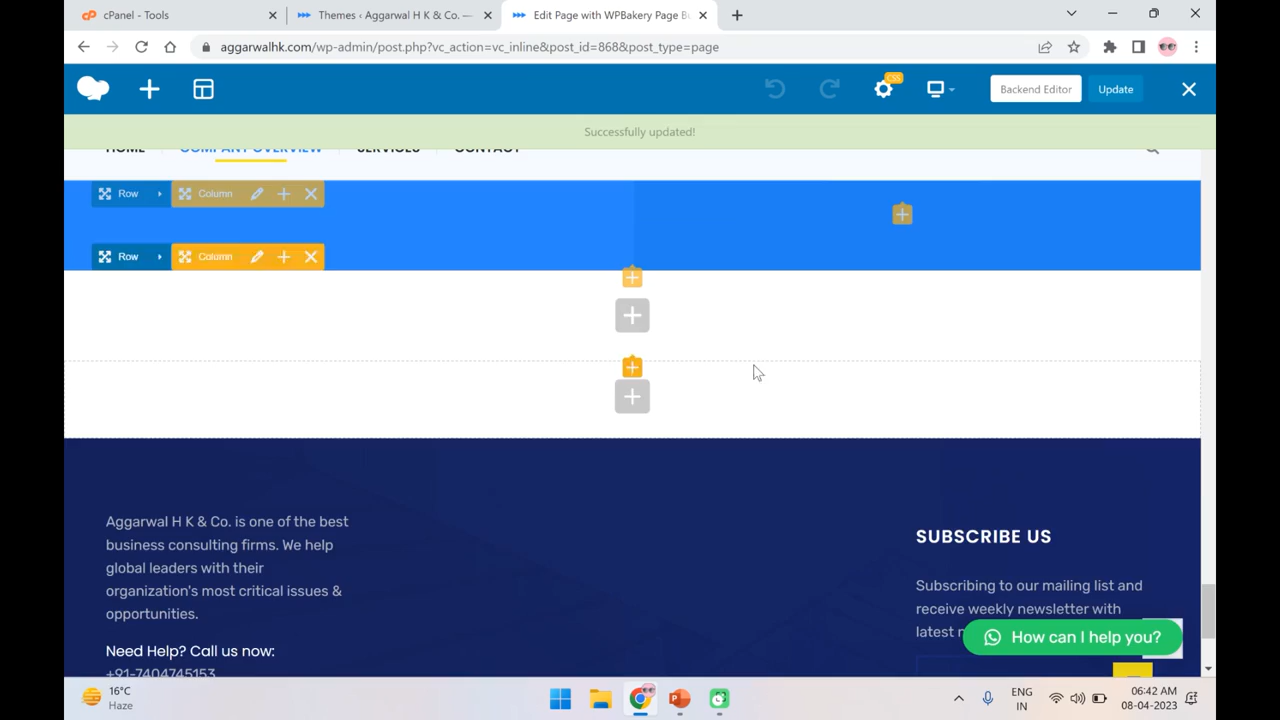 cPanel - Tools
Themes ‹ Aggarwal H K & Co. —
Edit Page with WPBakery Page B
aggarwalhk.com/wp-admin/post.php?vc_action=vc_inline&post_id=868&post_type=page
CSS
Backend Editor
Update
Successfully updated!
HOME
COMPANY OVERVIEW
SERVICES
CONTACT
Row
Column
Row
Column
Aggarwal H K & Co. is one of the best
business consulting firms. We help
global leaders with their
organization's most critical issues &
opportunities.
Need Help? Call us now:
+91-7404745153
SUBSCRIBE US
Subscribing to our mailing list and
receive weekly newsletter with
latest
How can I help you?
16°C
Haze
ENG
IN
06:42 AM
08-04-2023